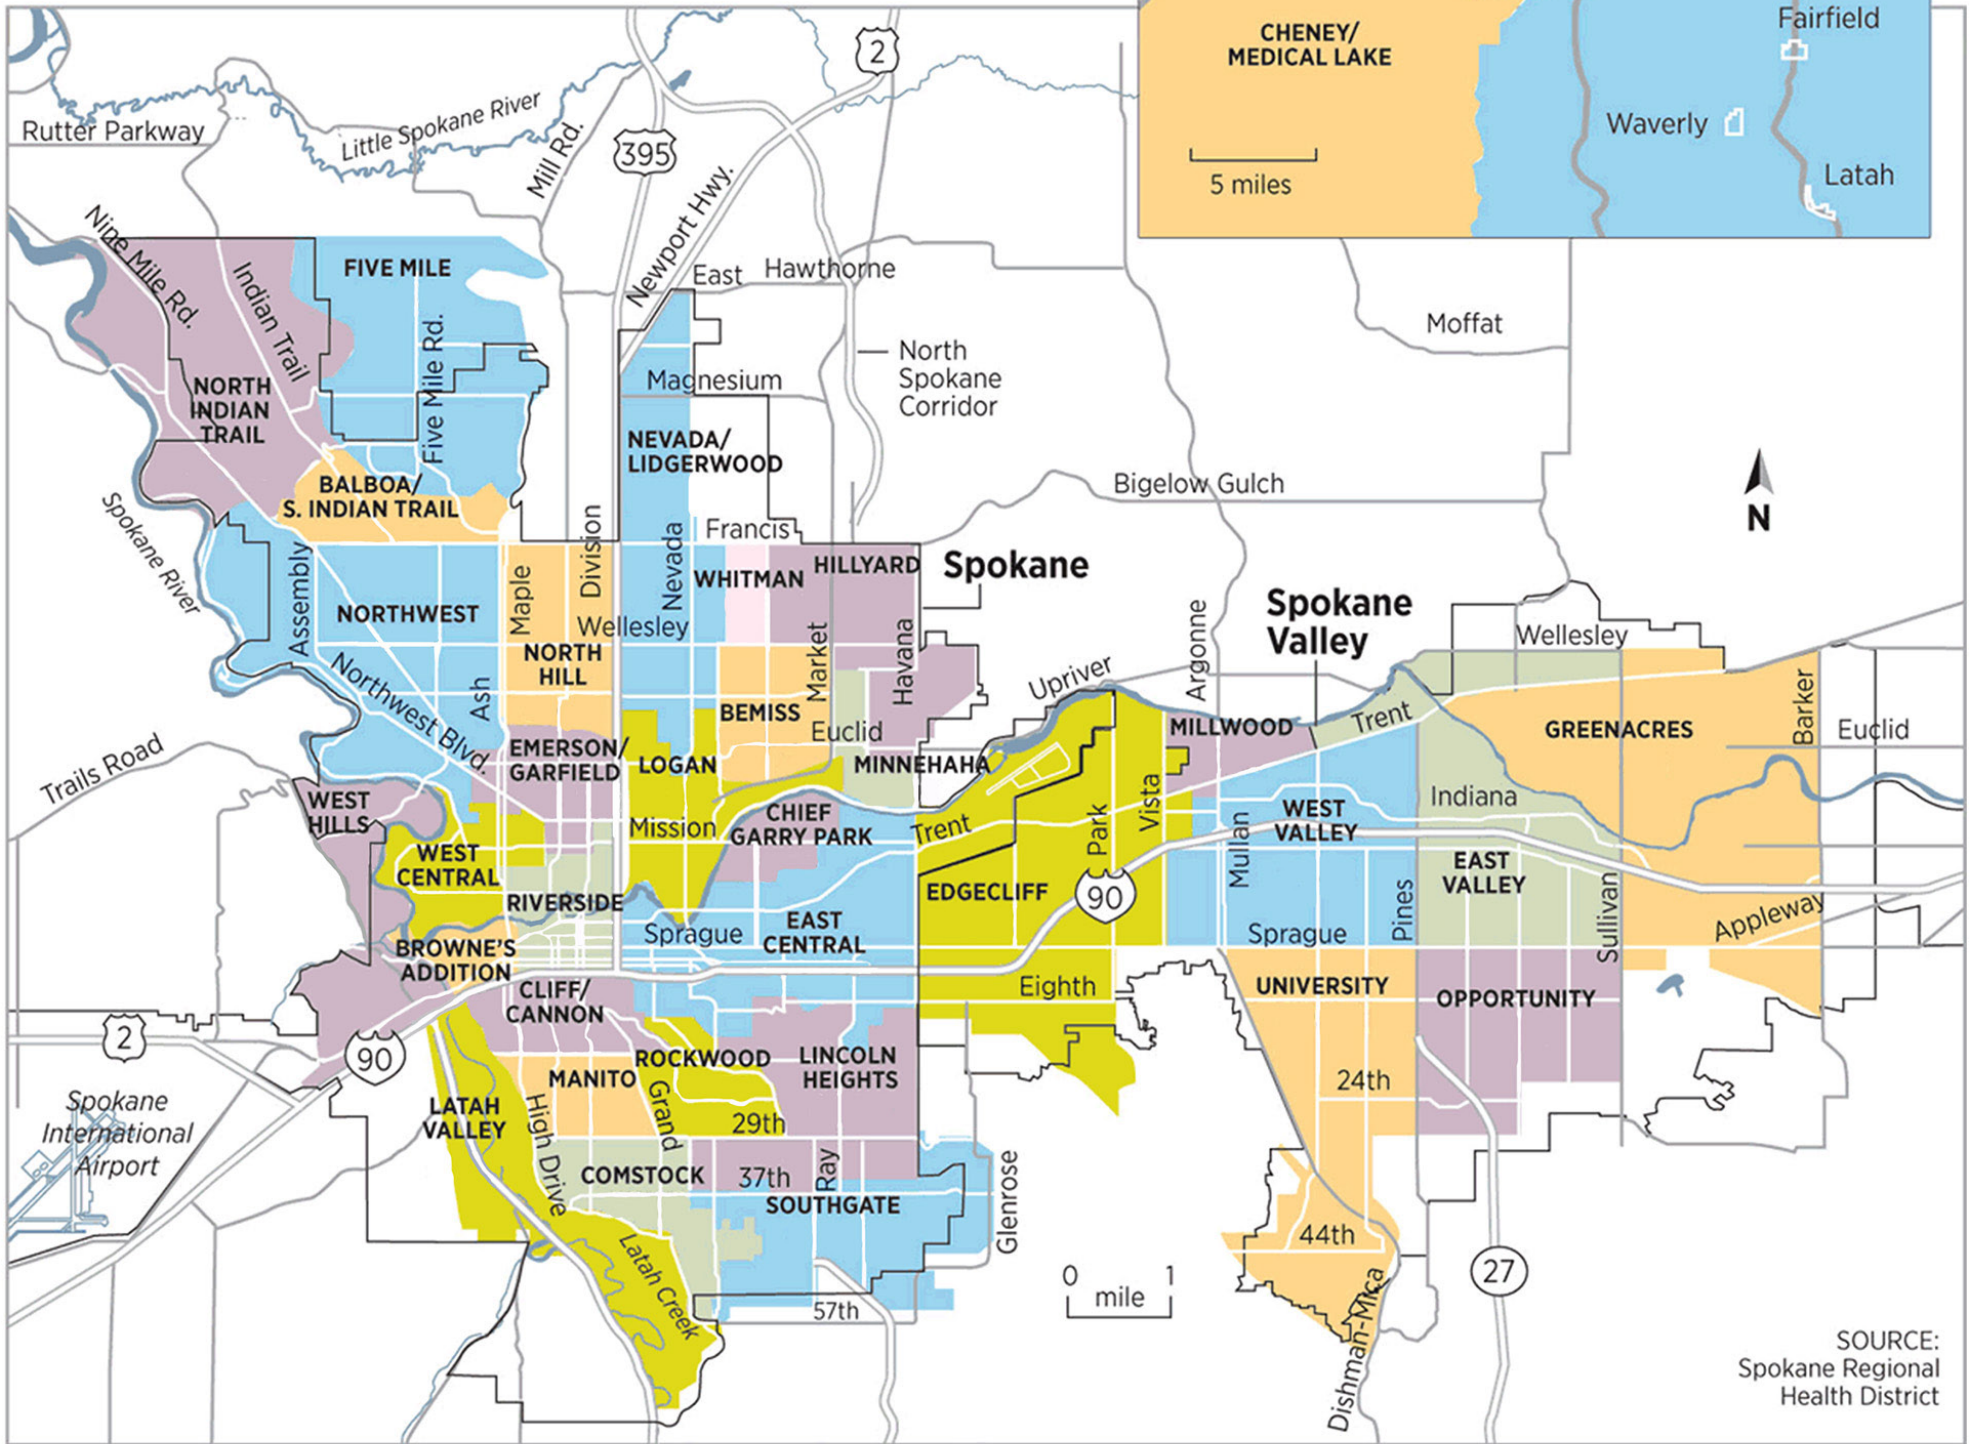 CHENEY/
MEDICAL LAKE
Fairfield
Waverly
Latah
5 miles
2
Rutter Parkway
Little Spokane River
Mill Rd.
395
Newport Hwy.
Nine Mile Rd.
Indian Trail
FIVE MILE
Five Mile Rd.
East Hawthorne
Moffat
North
Spokane
Corridor
Magnesium
NORTH
INDIAN
TRAIL
NEVADA/
LIDGERWOOD
BALBOA/
S. INDIAN TRAIL
Bigelow Gulch
N
Spokane River
Assembly
Division
Nevada
Francis
Maple
WHITMAN
HILLYARD
Spokane
NORTHWEST
Wellesley
Spokane
Valley
Argonne
Wellesley
NORTH
HILL
Market
Havana
Northwest Blvd.
Ash
Upriver
BEMISS
Euclid
Trent
MILLWOOD
GREENACRES
Barker
Euclid
EMERSON/
GARFIELD
LOGAN
MINNEHAHA
Trails Road
WEST
HILLS
Mission
CHIEF
GARRY PARK
Trent
Park
Vista
Mullan
WEST
VALLEY
Indiana
WEST
CENTRAL
RIVERSIDE
EDGECLIFF
90
Pines
EAST
VALLEY
Sullivan
Appleway
BROWNE'S
ADDITION
Sprague
EAST
CENTRAL
Sprague
CLIFF/
CANNON
Eighth
UNIVERSITY
OPPORTUNITY
2
90
ROCKWOOD
LINCOLN
HEIGHTS
MANITO
Grand
24th
Spokane
International
Airport
LATAH
VALLEY
High Drive
29th
COMSTOCK
37th
Ray
SOUTHGATE
Glenrose
Latah Creek
44th
27
0 1
mile
57th
Dishman-Mica
SOURCE:
Spokane Regional
Health District